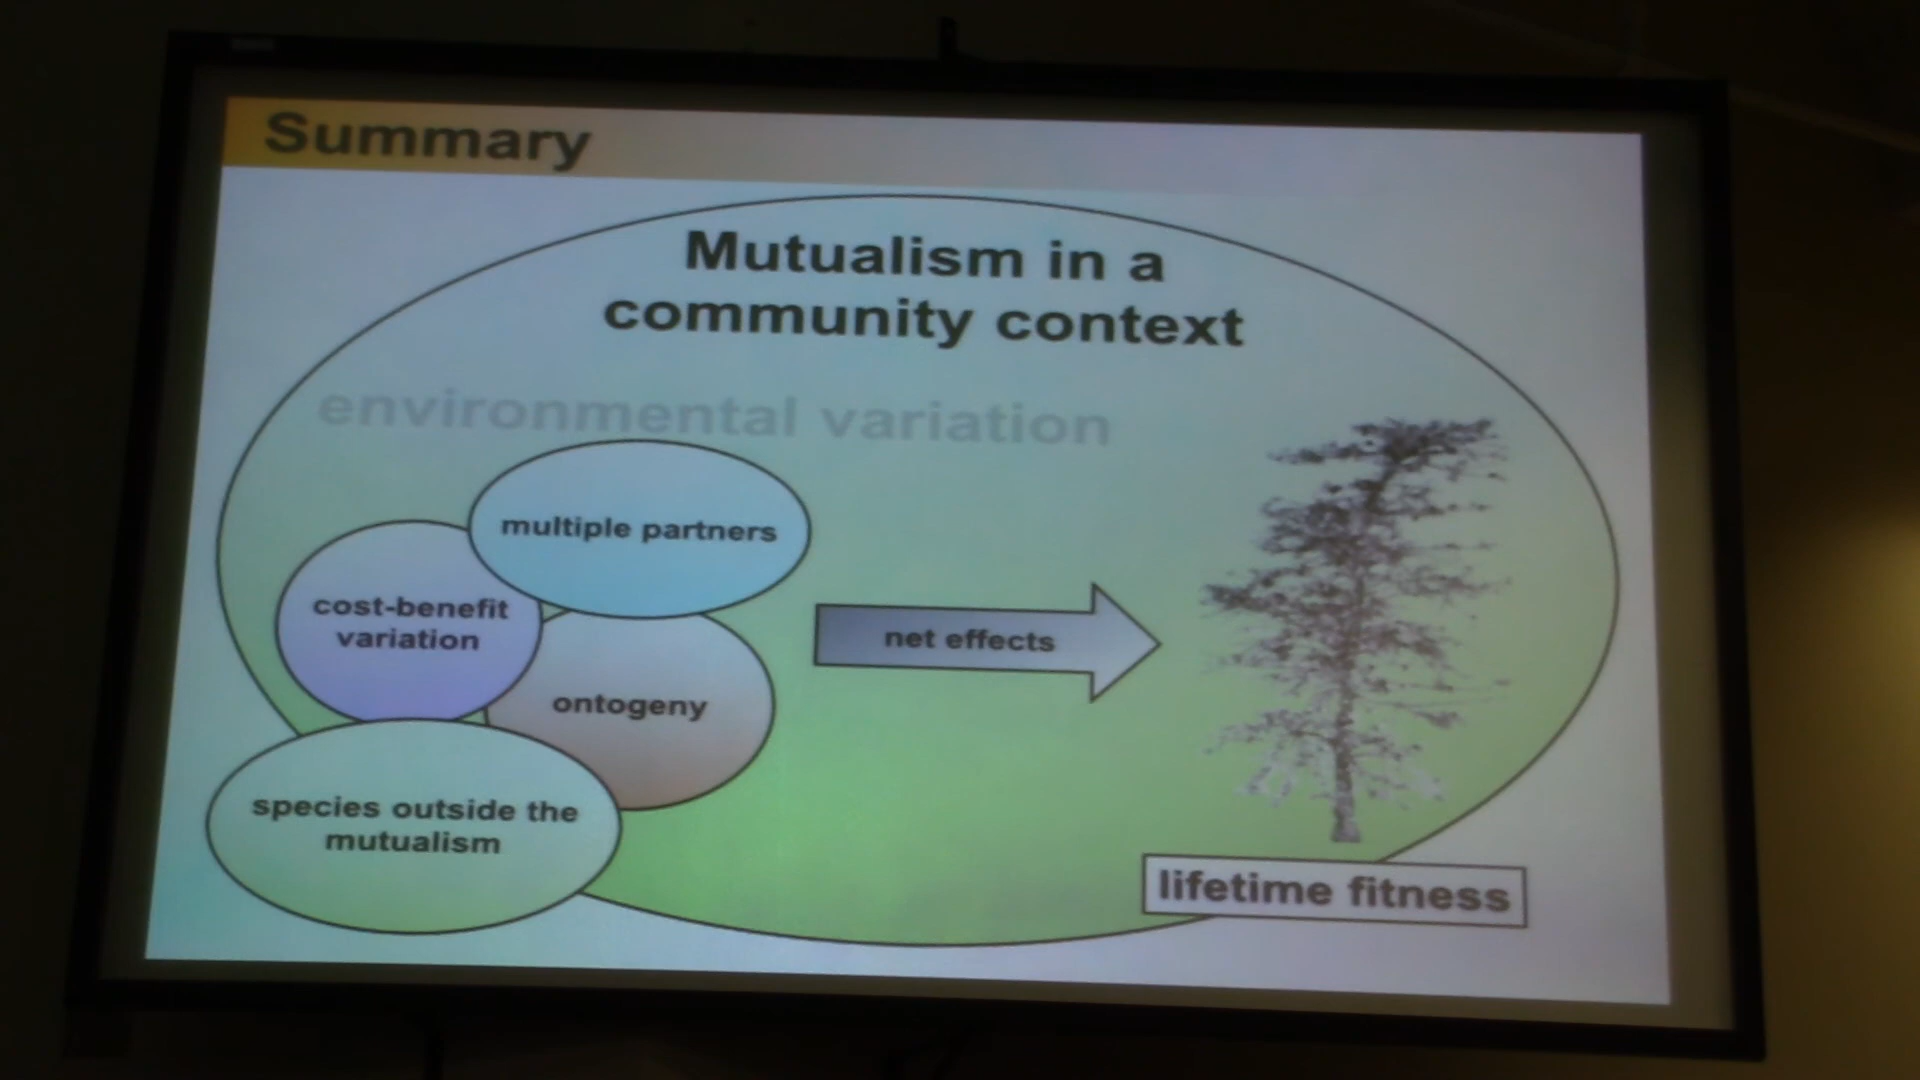 Summary
Mutualism in a
community context
environmental variation
multiple partners
cost-benefit
variation
net effects
ontogeny
species outside the
mutualism
lifetime fitness